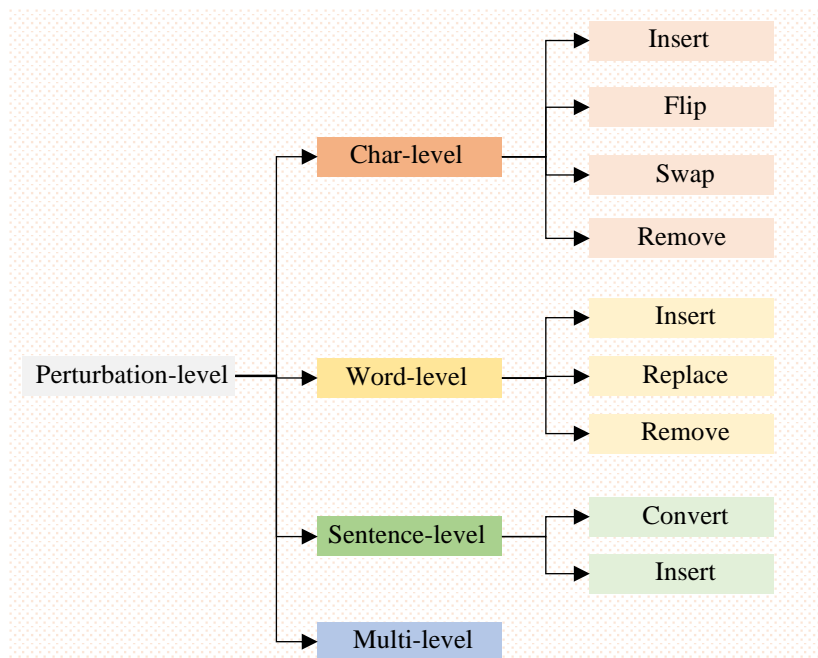 Perturbation-level
Char-level
Insert
Flip
Swap
Remove
Word-level
Insert
Replace
Remove
Sentence-level
Convert
Insert
Multi-level